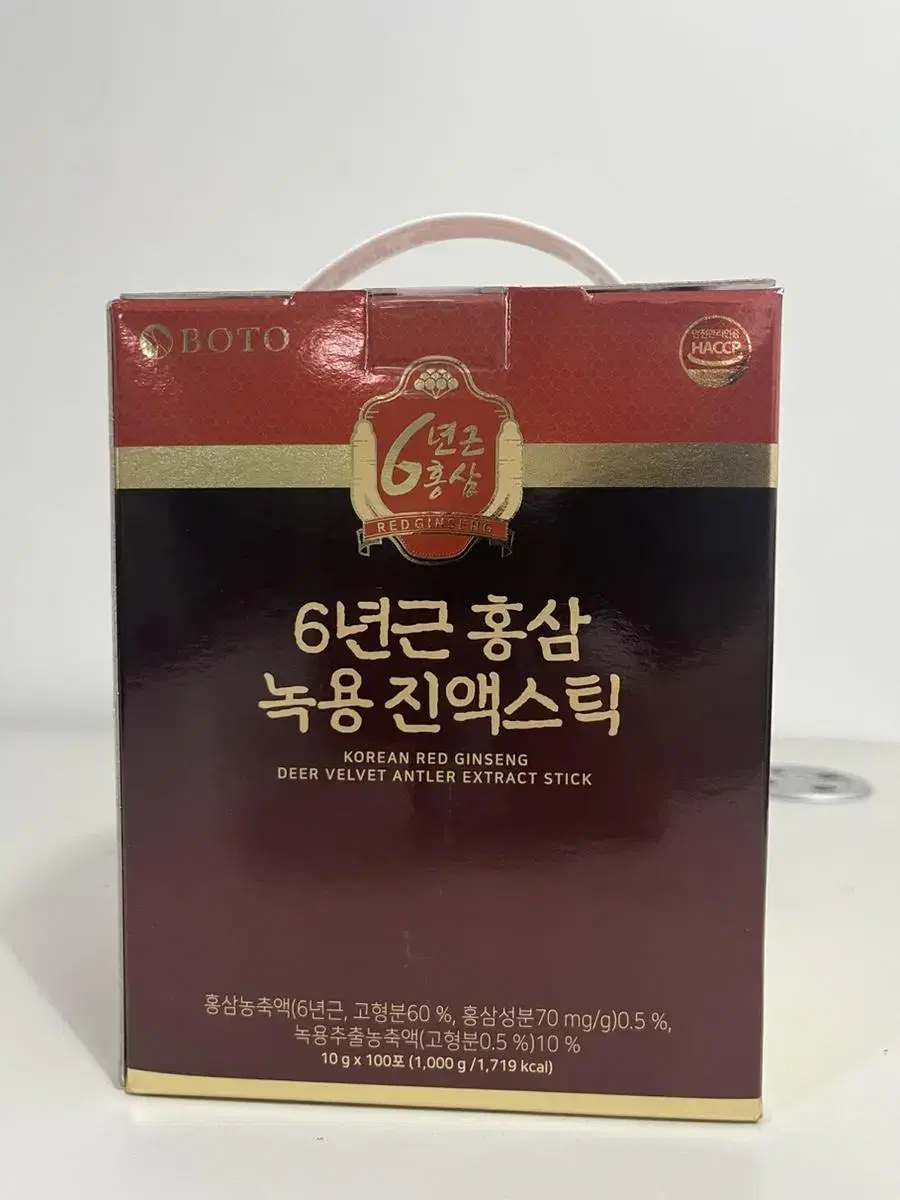 BOTO
안전관리인증
HACCP
6년근
홍삼
RED GINSENG
6년근 홍삼
녹용 진액스틱
KOREAN RED GINSENG
DEER VELVET ANTLER EXTRACT STICK
홍삼농축액(6년근, 고형분60 %, 홍삼성분70 mg/g)0.5 %,
녹용추출농축액(고형분0.5 %)10 %
10 g x 100포 (1,000 g /1,719 kcal)